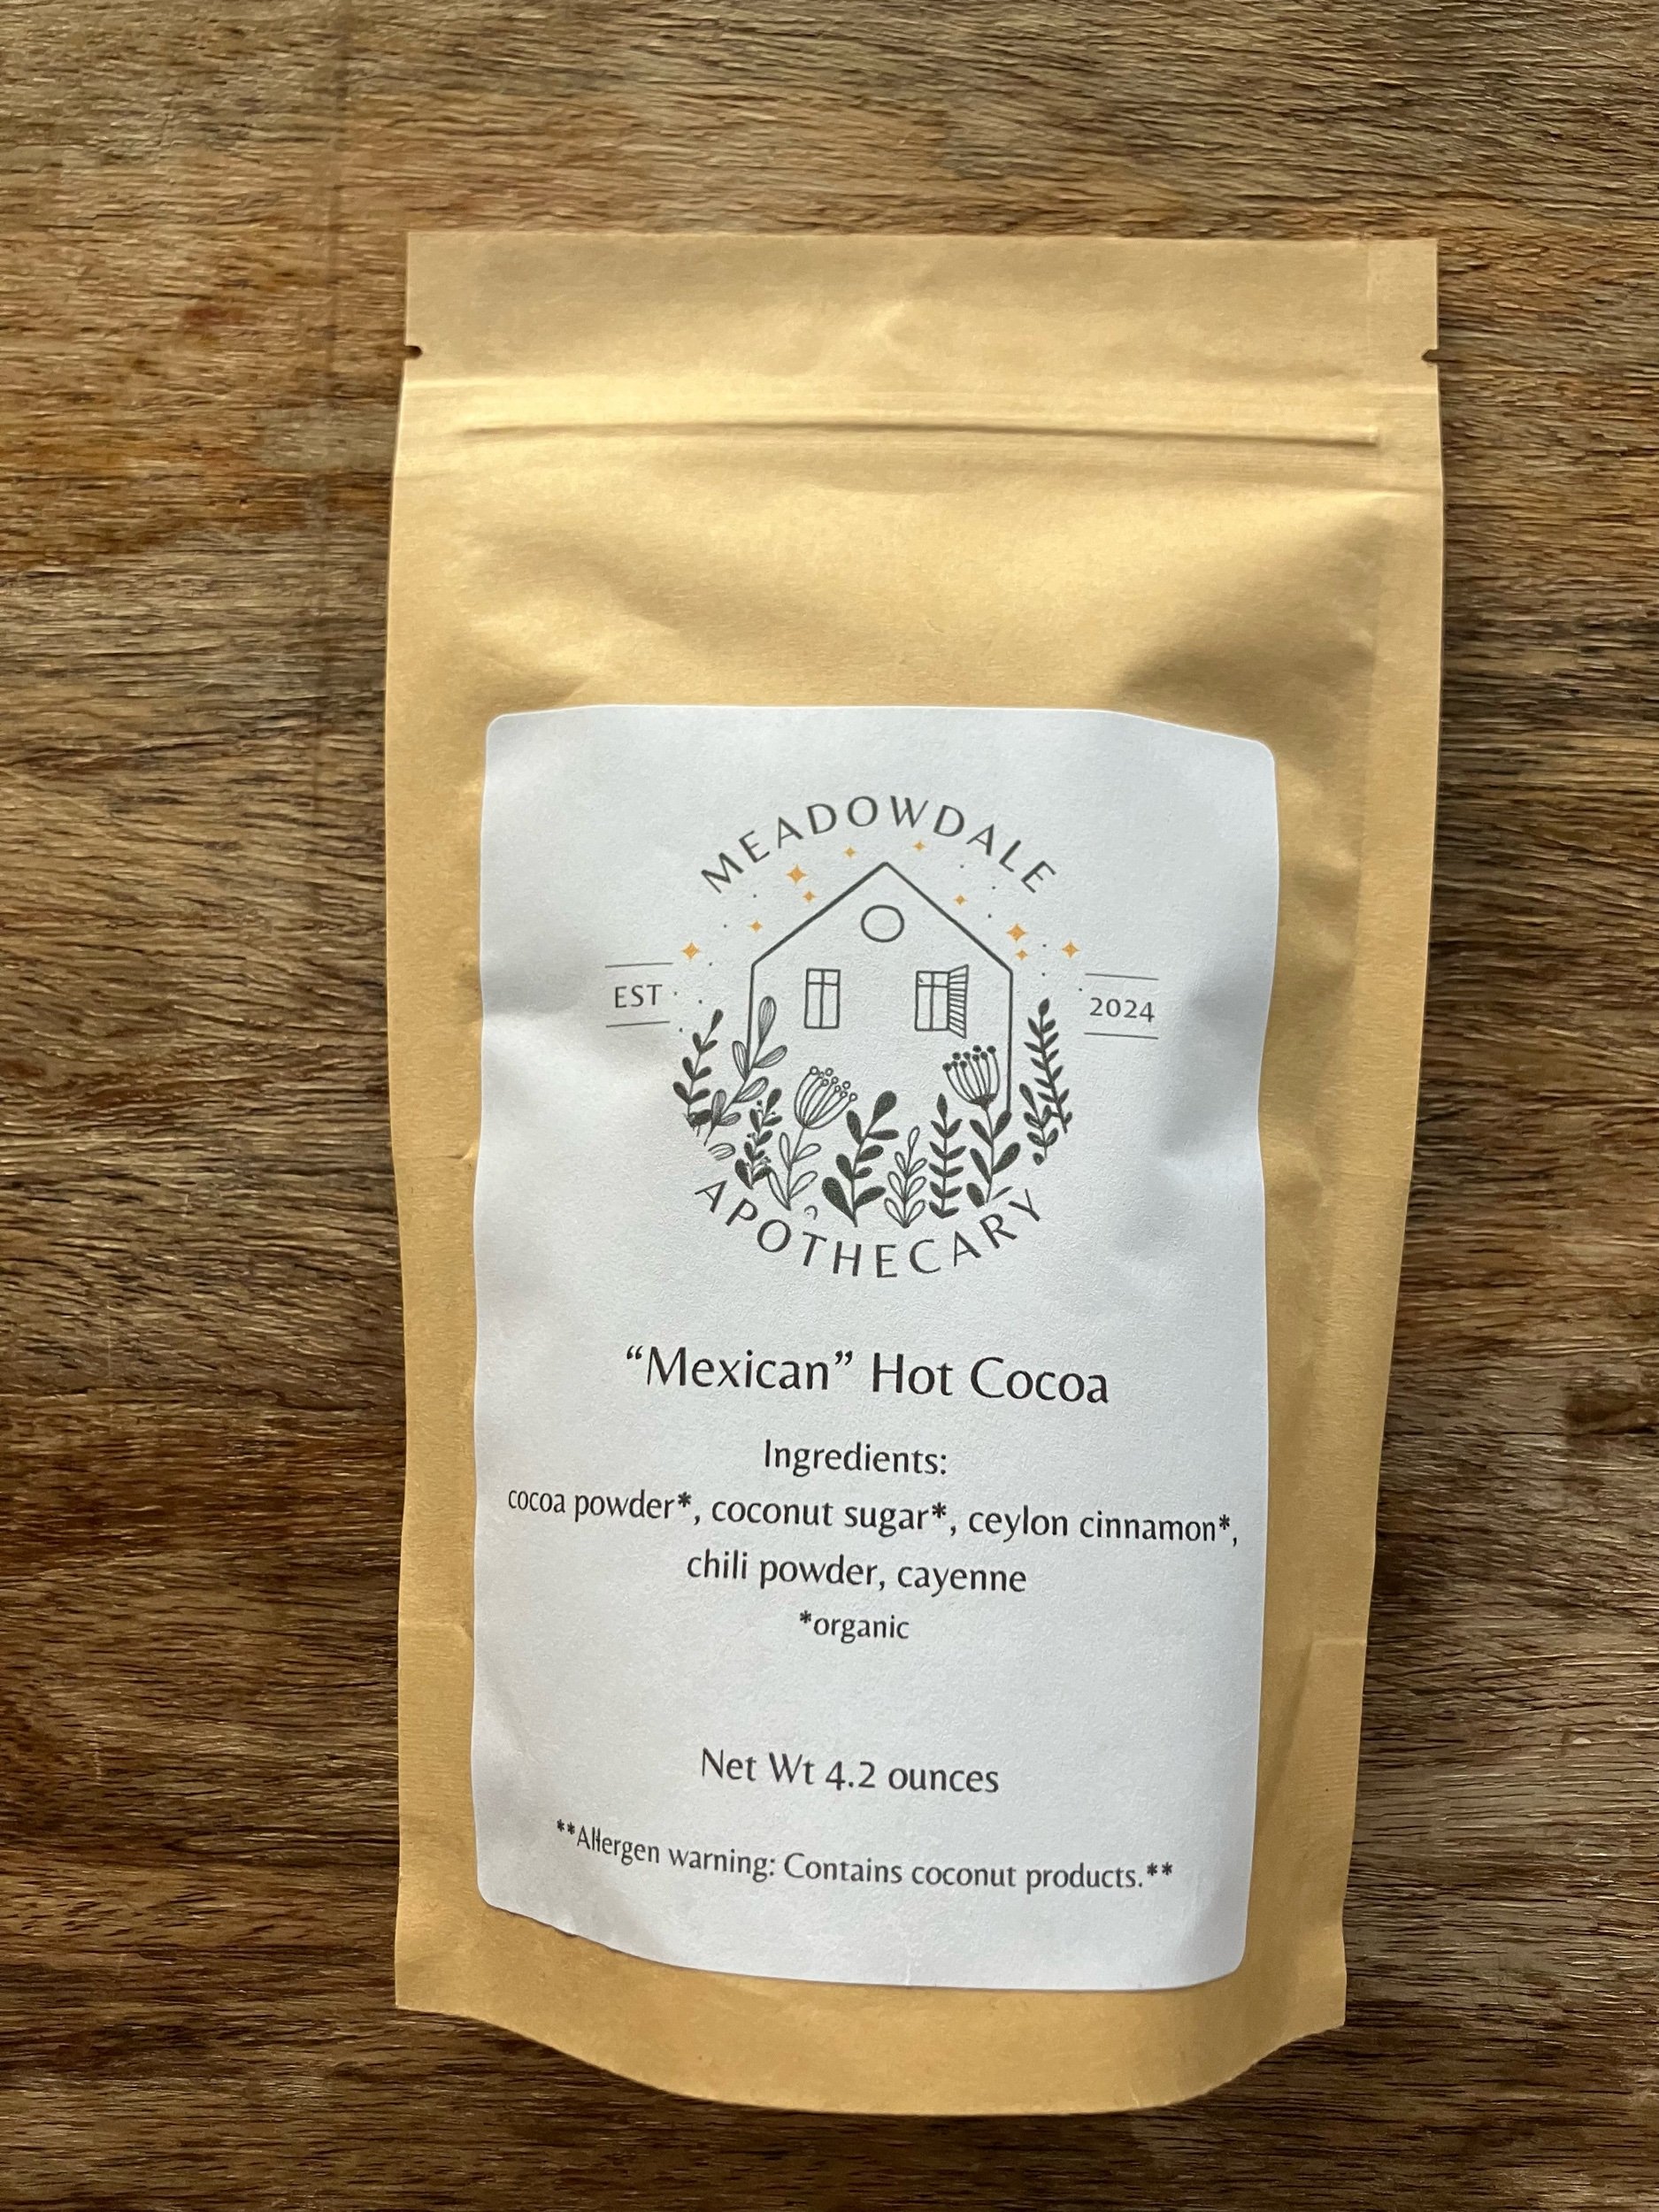 MEADOWDALE
EST
2024
APOTHECARY
“Mexican” Hot Cocoa
Ingredients:
cocoa powder*, coconut sugar*, ceylon cinnamon*,
chili powder, cayenne
*organic
Net Wt 4.2 ounces
**Allergen warning: Contains coconut products.**